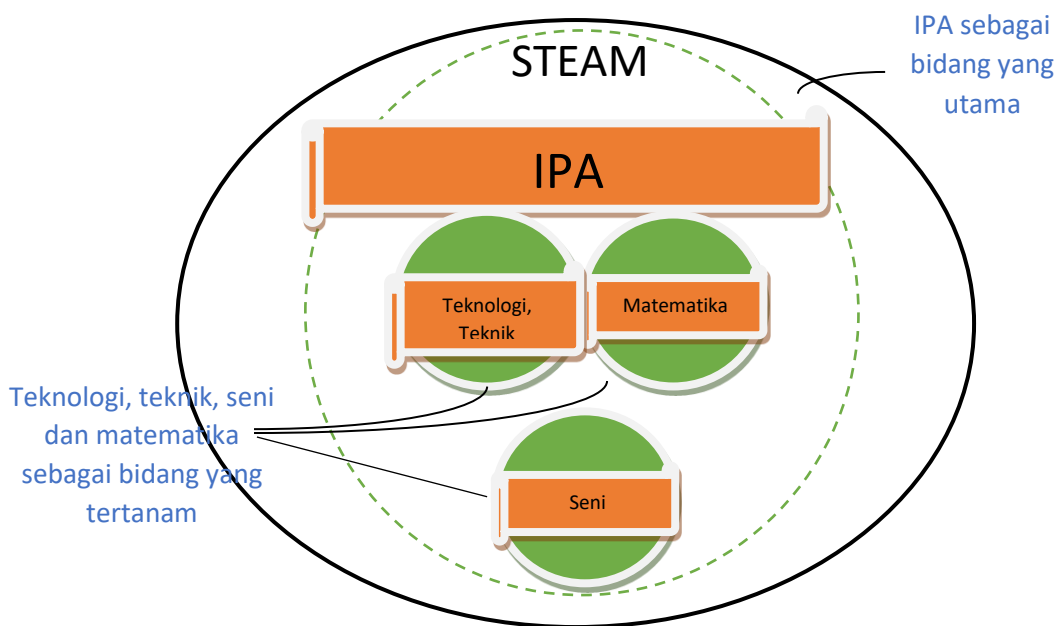 STEAM
IPA sebagai
bidang yang
utama
IPA
Teknologi,
Teknik
Matematika
Teknologi, teknik, seni
dan matematika
sebagai bidang yang
tertanam
Seni